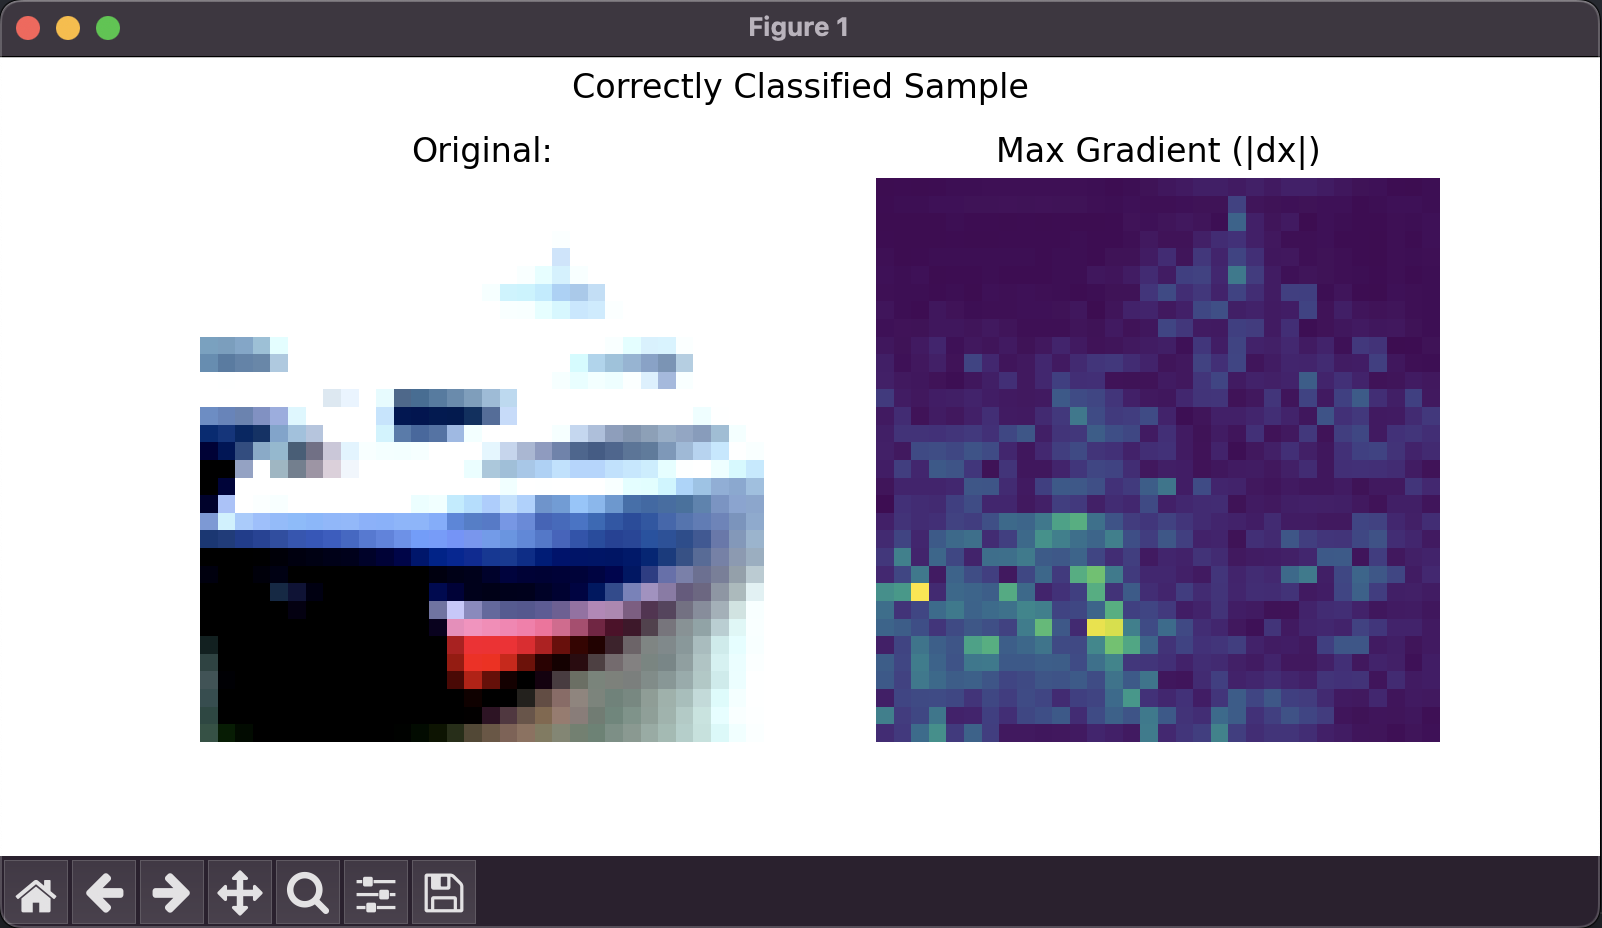 Figure 1
Correctly Classified Sample
Original:
Max Gradient (|dx|)